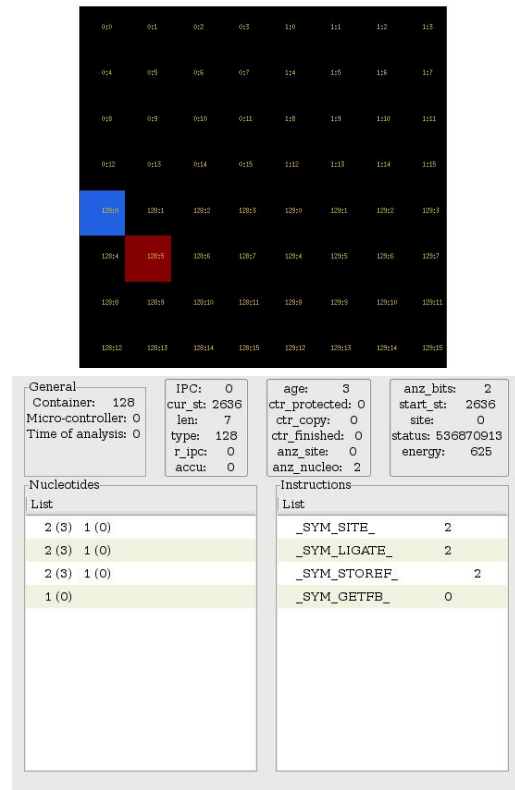 0:0 0:1 0:2 0:3 1:0 1:1 1:2 1:3
0:4 0:5 0:6 0:7 1:4 1:5 1:6 1:7
0:8 0:9 0:10 0:11 1:8 1:9 1:10 1:11
0:12 0:13 0:14 0:15 1:12 1:13 1:14 1:15
128:0 128:1 128:2 128:3 129:0 129:1 129:2 129:3
128:4 128:5 128:6 128:7 129:4 129:5 129:6 129:7
128:8 128:9 128:10 128:11 129:8 129:9 129:10 129:11
128:12 128:13 128:14 128:15 129:12 129:13 129:14 129:15
General
Container: 128
Micro-controller: 0
Time of analysis: 0
IPC: 0
cur_st: 2636
len: 7
type: 128
r_ipc: 0
accu: 0
age: 3
ctr_protected: 0
ctr_copy: 0
ctr_finished: 0
anz_site: 0
anz_nucleo: 2
anz_bits: 2
start_st: 2636
site: 0
status: 536870913
energy: 625
Nucleotides
List
2 (3) 1 (0)
2 (3) 1 (0)
2 (3) 1 (0)
1 (0)
Instructions
List
_SYM_SITE_ 2
_SYM_LIGATE_ 2
_SYM_STOREF_ 2
_SYM_GETFB_ 0